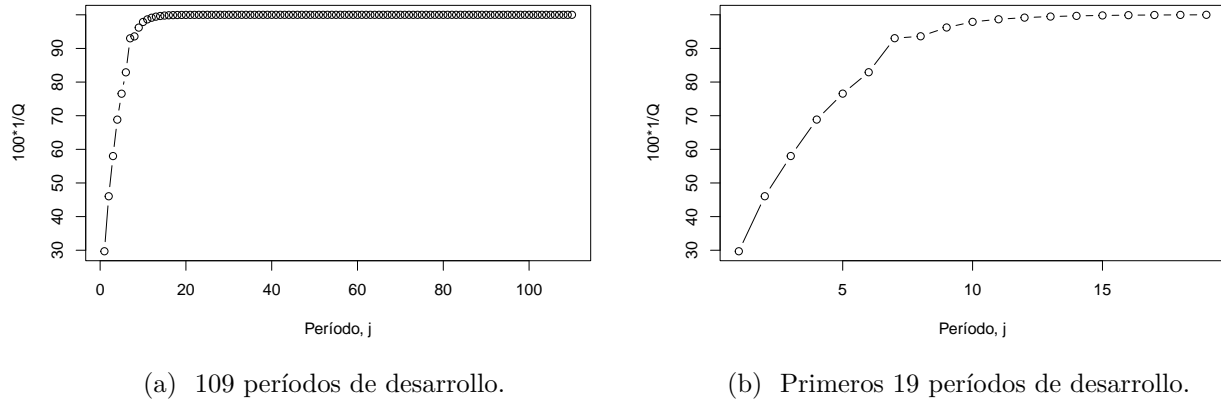 30 40 50 60 70 80 90
100*1/Q
0 20 40 60 80 100
Período, j
(a) 109 períodos de desarrollo.
30 40 50 60 70 80 90
100*1/Q
5 10 15
Período, j
(b) Primeros 19 períodos de desarrollo.